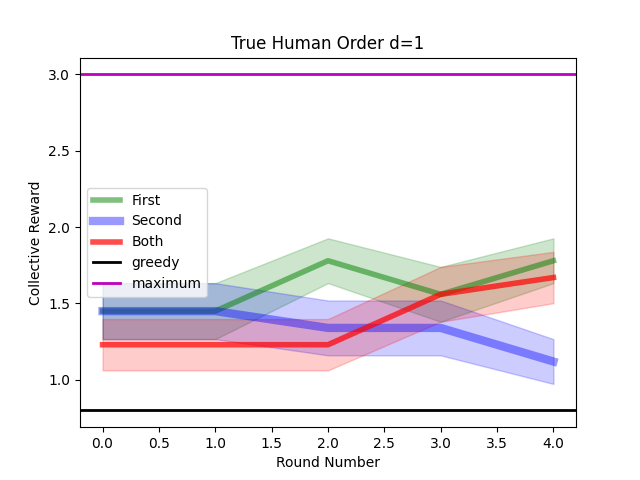 True Human Order d=1
3.0
2.5
2.0
1.5
1.0
Collective Reward
First
Second
Both
greedy
maximum
0.0 0.5 1.0 1.5 2.0 2.5 3.0 3.5 4.0
Round Number